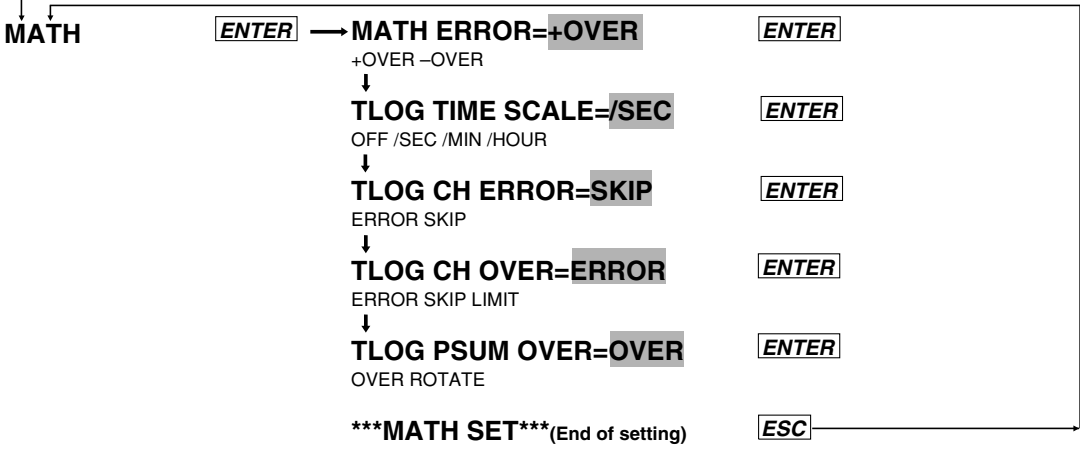 MATH ENTER MATH ERROR=+OVER ENTER
+OVER –OVER
TLOG TIME SCALE=/SEC ENTER
OFF /SEC /MIN /HOUR
TLOG CH ERROR=SKIP ENTER
ERROR SKIP
TLOG CH OVER=ERROR ENTER
ERROR SKIP LIMIT
TLOG PSUM OVER=OVER ENTER
OVER ROTATE
***MATH SET***(End of setting) ESC